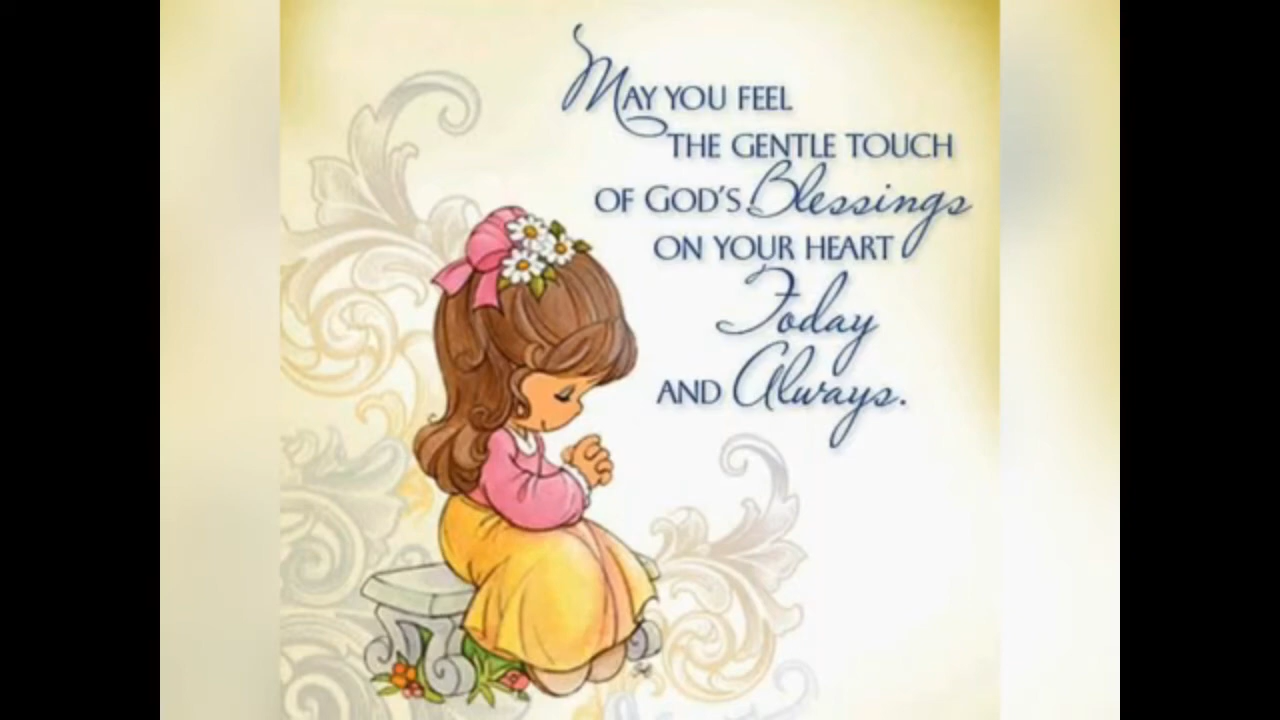 MAY YOU FEEL
THE GENTLE TOUCH
OF GOD'S Blessings
ON YOUR HEART
Today
AND Always.